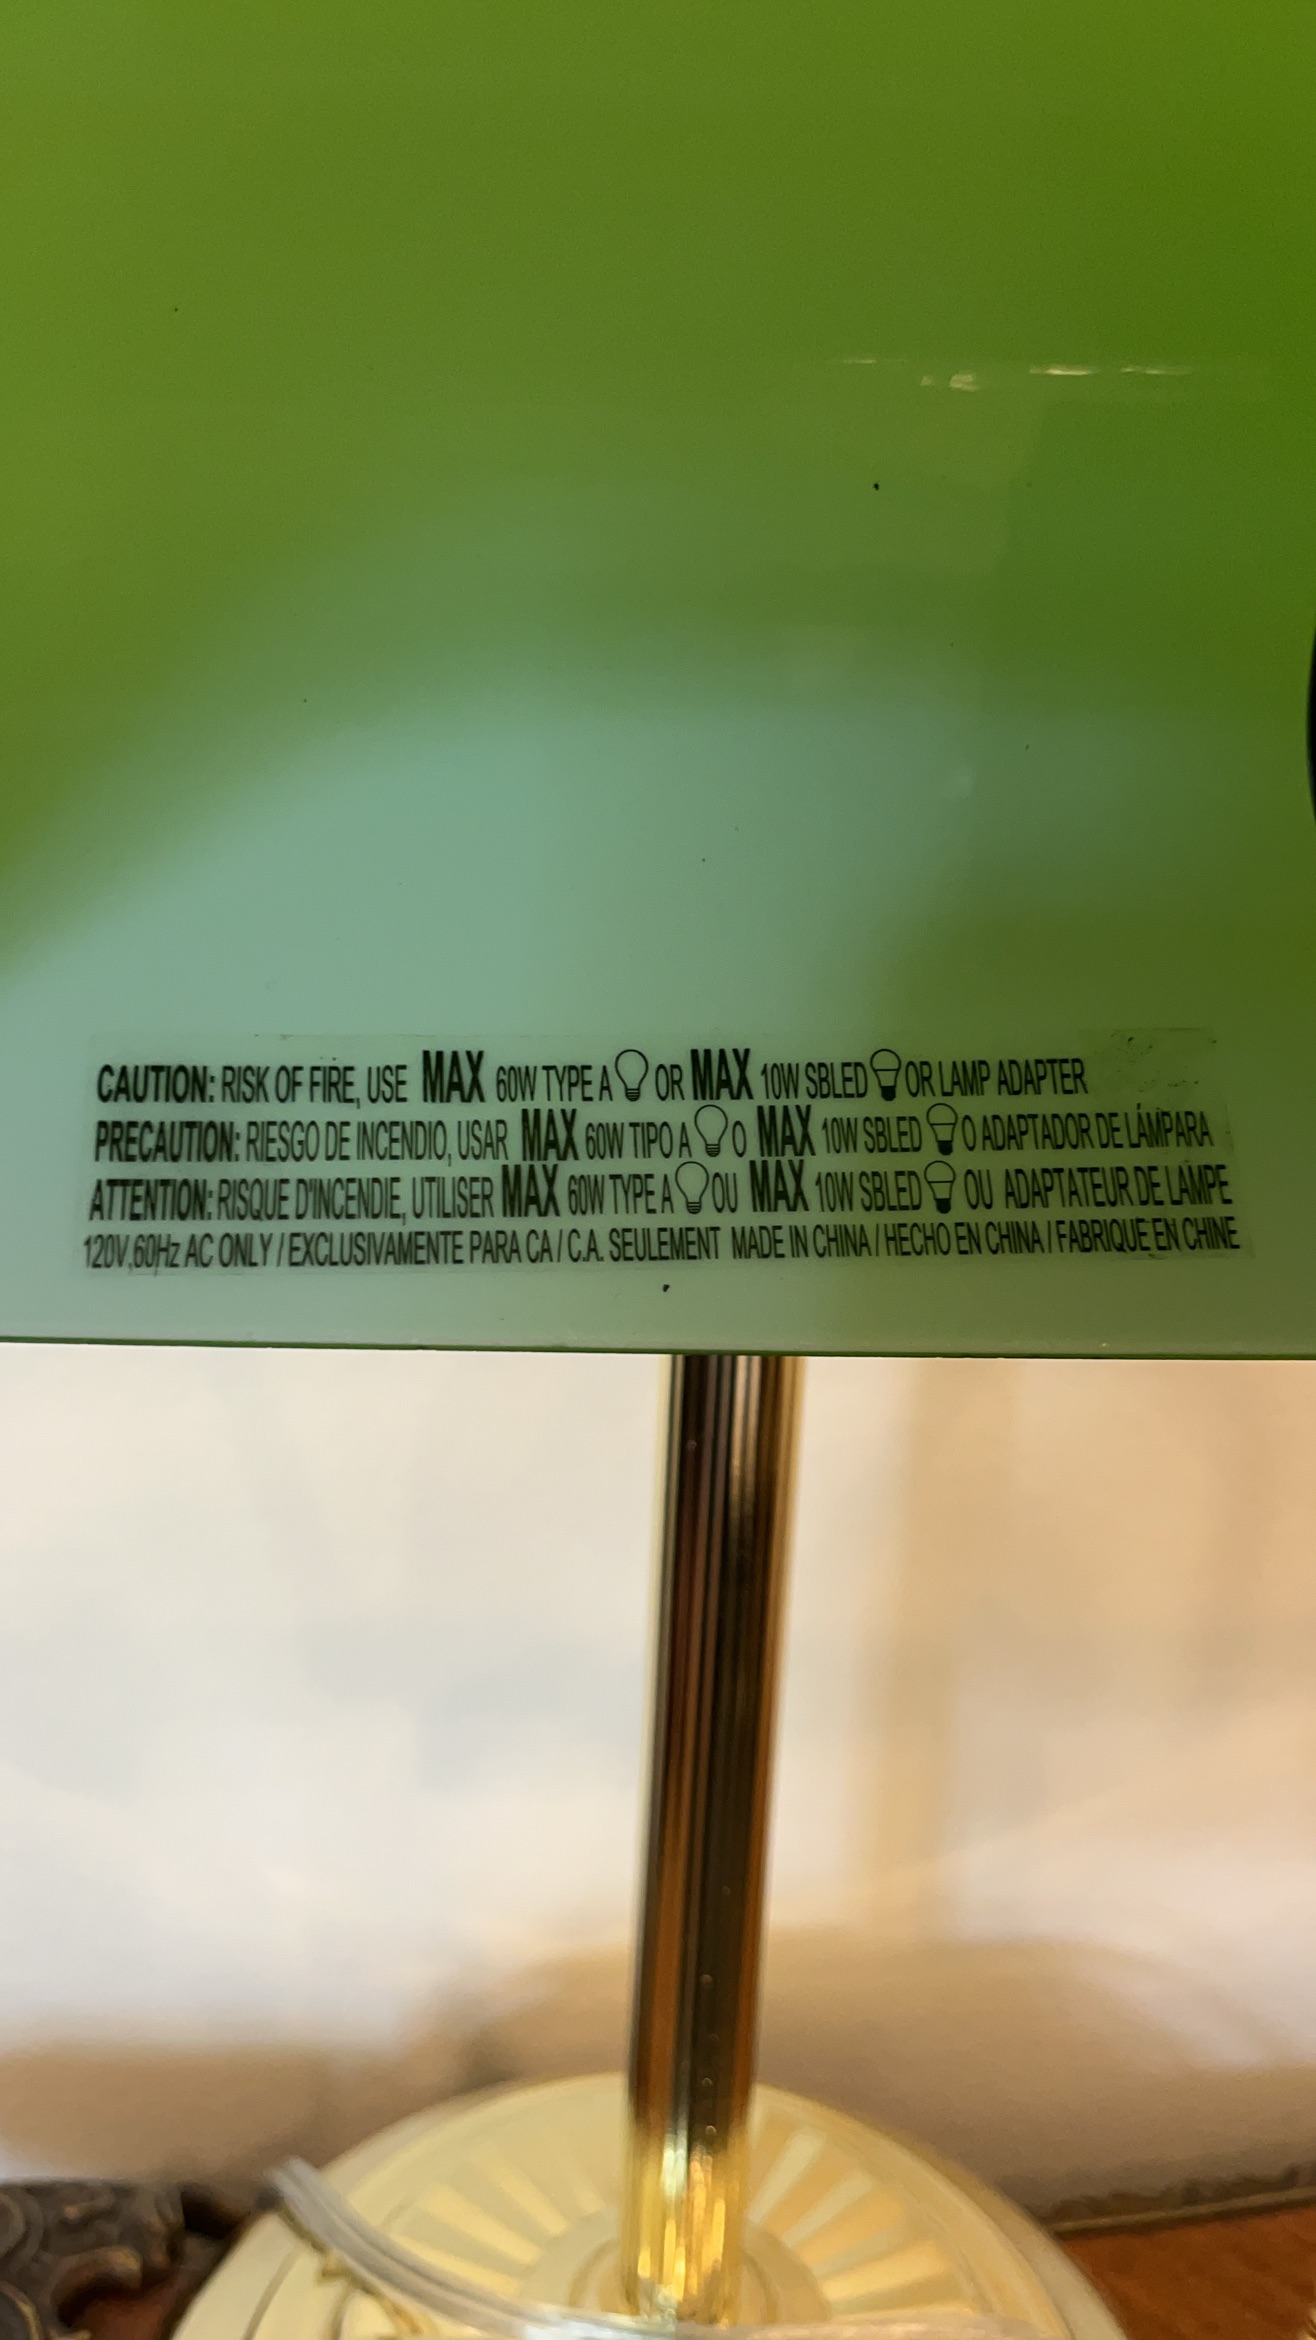 CAUTION: RISK OF FIRE, USE MAX 60W TYPE A OR MAX 10W SBLED OR LAMP ADAPTER
PRECAUTION: RIESGO DE INCENDIO, USAR MAX 60W TIPO A O MAX 10W SBLED O ADAPTADOR DE LÁMPARA
ATTENTION: RISQUE D'INCENDIE, UTILISER MAX 60W TYPE A OU MAX 10W SBLED OU ADAPTATEUR DE LAMPE
120V,60Hz AC ONLY / EXCLUSIVAMENTE PARA CA / C.A. SEULEMENT MADE IN CHINA / HECHO EN CHINA / FABRIQUE EN CHINE